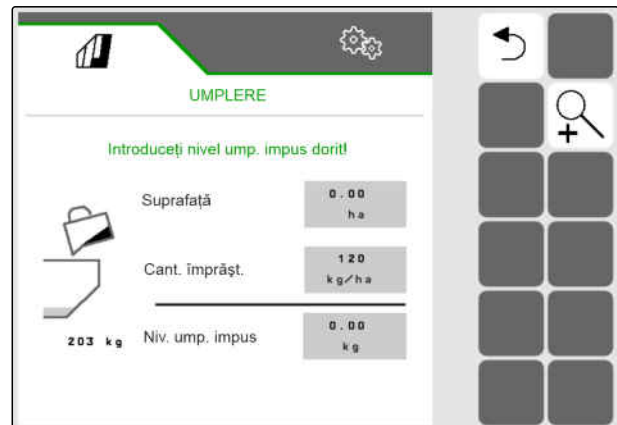 UMPLERE
Introduceți nivel ump. impus dorit!
Suprafață
0.00
ha
Cant. împrășt.
120
kg/ha
203 kg
Niv. ump. impus
0.00
kg